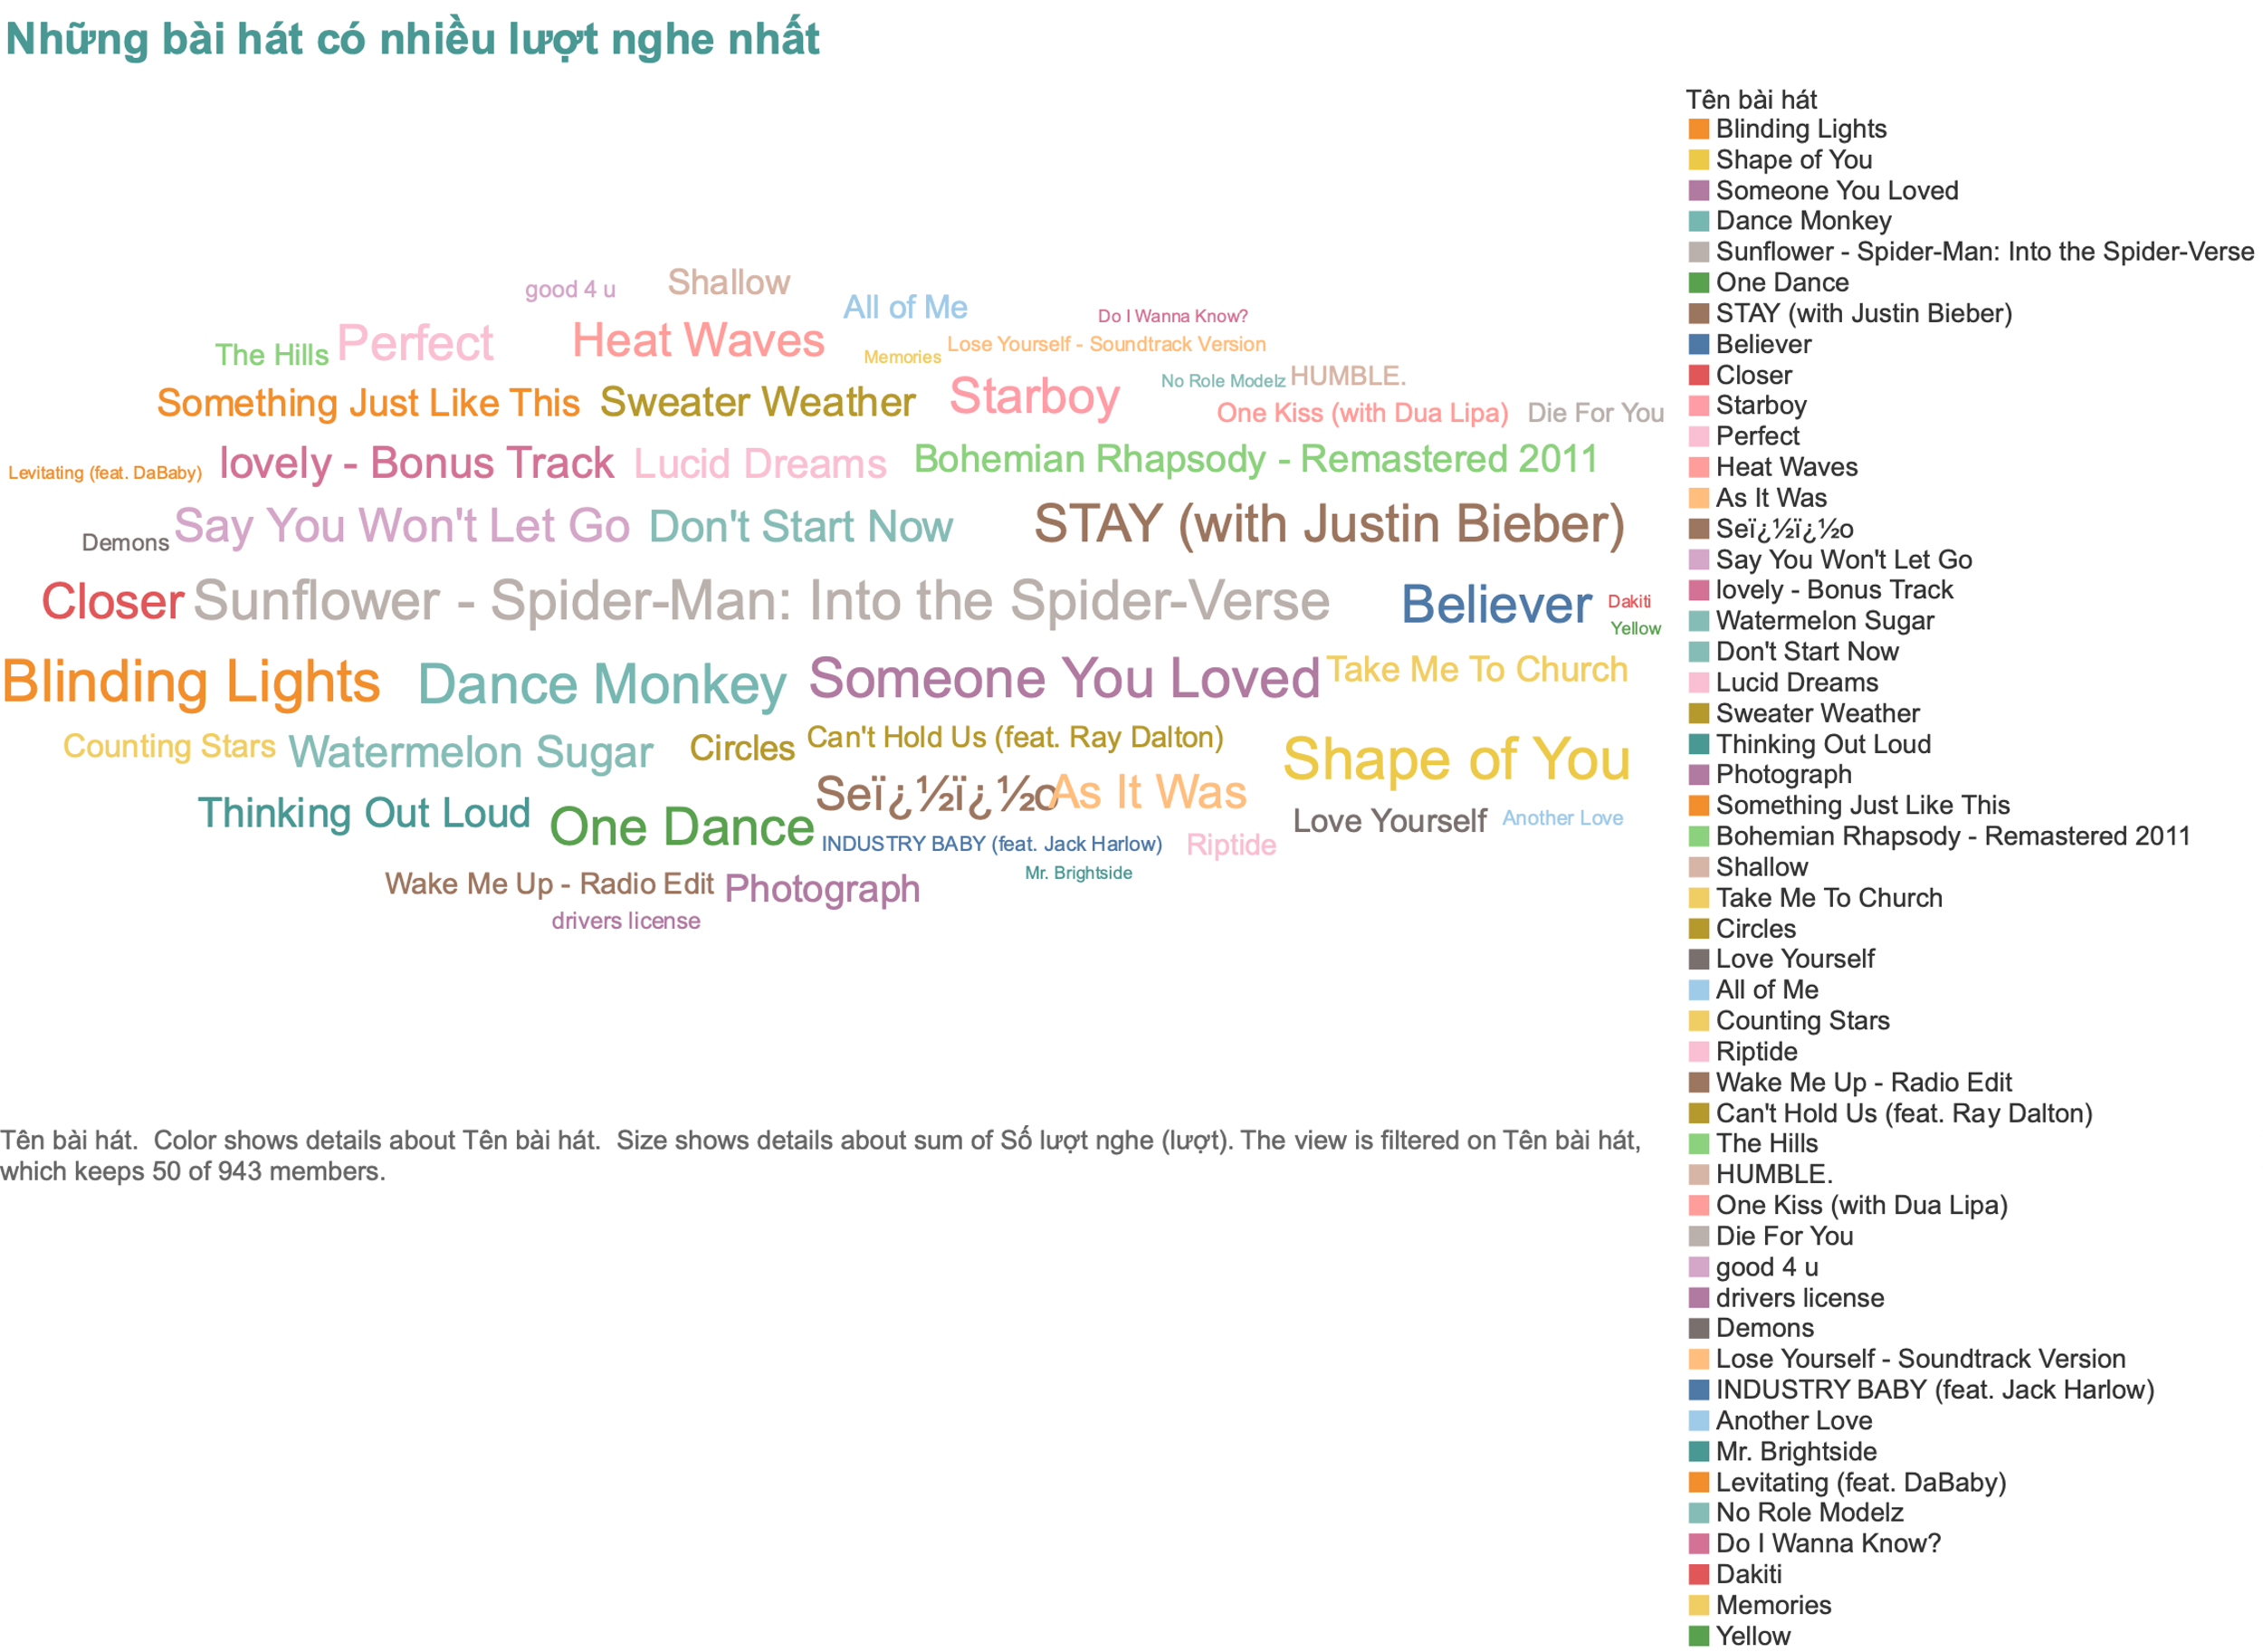 Những bài hát có nhiều lượt nghe nhất
good 4 u
Shallow
All of Me
Do I Wanna Know?
The Hills
Perfect
Heat Waves
Memories
Lose Yourself - Soundtrack Version
Something Just Like This
Sweater Weather
Starboy
No Role Modelz
HUMBLE.
One Kiss (with Dua Lipa)
Die For You
Levitating (feat. DaBaby)
lovely - Bonus Track
Lucid Dreams
Bohemian Rhapsody - Remastered 2011
Demons
Say You Won't Let Go
Don't Start Now
STAY (with Justin Bieber)
Closer
Sunflower - Spider-Man: Into the Spider-Verse
Believer
Dakiti
Yellow
Blinding Lights
Dance Monkey
Someone You Loved
Take Me To Church
Counting Stars
Watermelon Sugar
Circles
Can't Hold Us (feat. Ray Dalton)
Shape of You
Seï¿½ï¿½o
As It Was
Thinking Out Loud
One Dance
Love Yourself
Another Love
INDUSTRY BABY (feat. Jack Harlow)
Riptide
Mr. Brightside
Wake Me Up - Radio Edit
Photograph
drivers license
Tên bài hát.  Color shows details about Tên bài hát.  Size shows details about sum of Số lượt nghe (lượt). The view is filtered on Tên bài hát,
which keeps 50 of 943 members.
Tên bài hát
Blinding Lights
Shape of You
Someone You Loved
Dance Monkey
Sunflower - Spider-Man: Into the Spider-Verse
One Dance
STAY (with Justin Bieber)
Believer
Closer
Starboy
Perfect
Heat Waves
As It Was
Seï¿½ï¿½o
Say You Won't Let Go
lovely - Bonus Track
Watermelon Sugar
Don't Start Now
Lucid Dreams
Sweater Weather
Thinking Out Loud
Photograph
Something Just Like This
Bohemian Rhapsody - Remastered 2011
Shallow
Take Me To Church
Circles
Love Yourself
All of Me
Counting Stars
Riptide
Wake Me Up - Radio Edit
Can't Hold Us (feat. Ray Dalton)
The Hills
HUMBLE.
One Kiss (with Dua Lipa)
Die For You
good 4 u
drivers license
Demons
Lose Yourself - Soundtrack Version
INDUSTRY BABY (feat. Jack Harlow)
Another Love
Mr. Brightside
Levitating (feat. DaBaby)
No Role Modelz
Do I Wanna Know?
Dakiti
Memories
Yellow